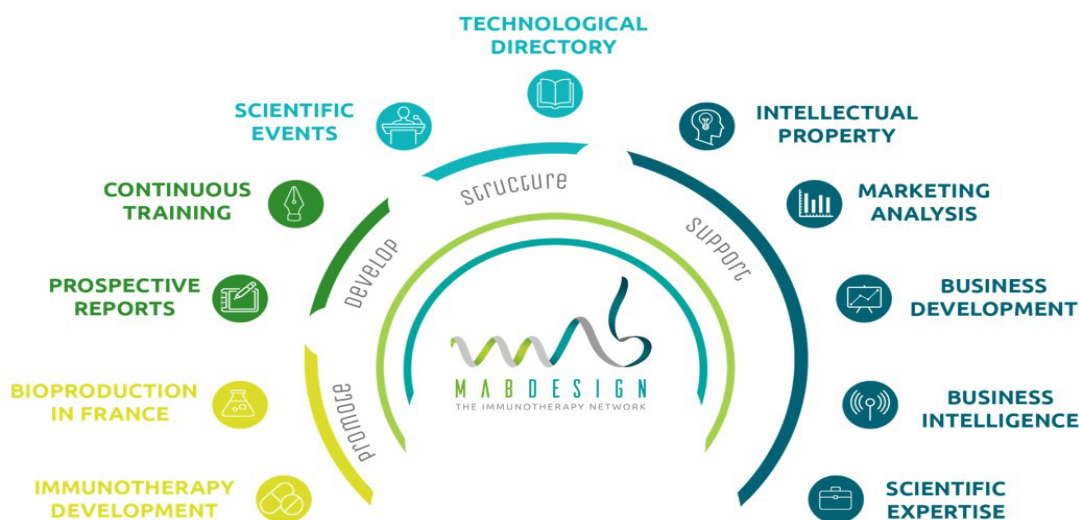 TECHNOLOGICAL
DIRECTORY
SCIENTIFIC
EVENTS
INTELLECTUAL
PROPERTY
CONTINUOUS
TRAINING
MARKETING
ANALYSIS
PROSPECTIVE
REPORTS
BUSINESS
DEVELOPMENT
BIOPRODUCTION
IN FRANCE
BUSINESS
INTELLIGENCE
IMMUNOTHERAPY
DEVELOPMENT
SCIENTIFIC
EXPERTISE
structure
support
develop
promote
mAb
MABDESIGN
THE IMMUNOTHERAPY NETWORK